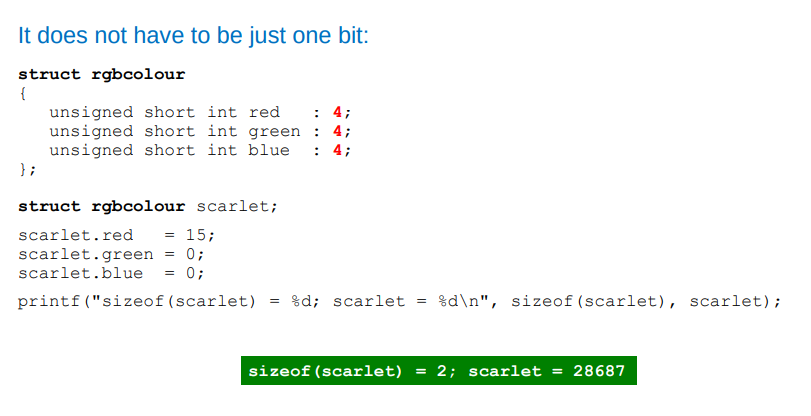 It does not have to be just one bit:
struct rgbcolour
{
   unsigned short int red   : 4;
   unsigned short int green : 4;
   unsigned short int blue  : 4;
};
struct rgbcolour scarlet;
scarlet.red   = 15;
scarlet.green = 0;
scarlet.blue  = 0;
printf("sizeof(scarlet) = %d; scarlet = %d\n", sizeof(scarlet), scarlet);
sizeof(scarlet) = 2; scarlet = 28687